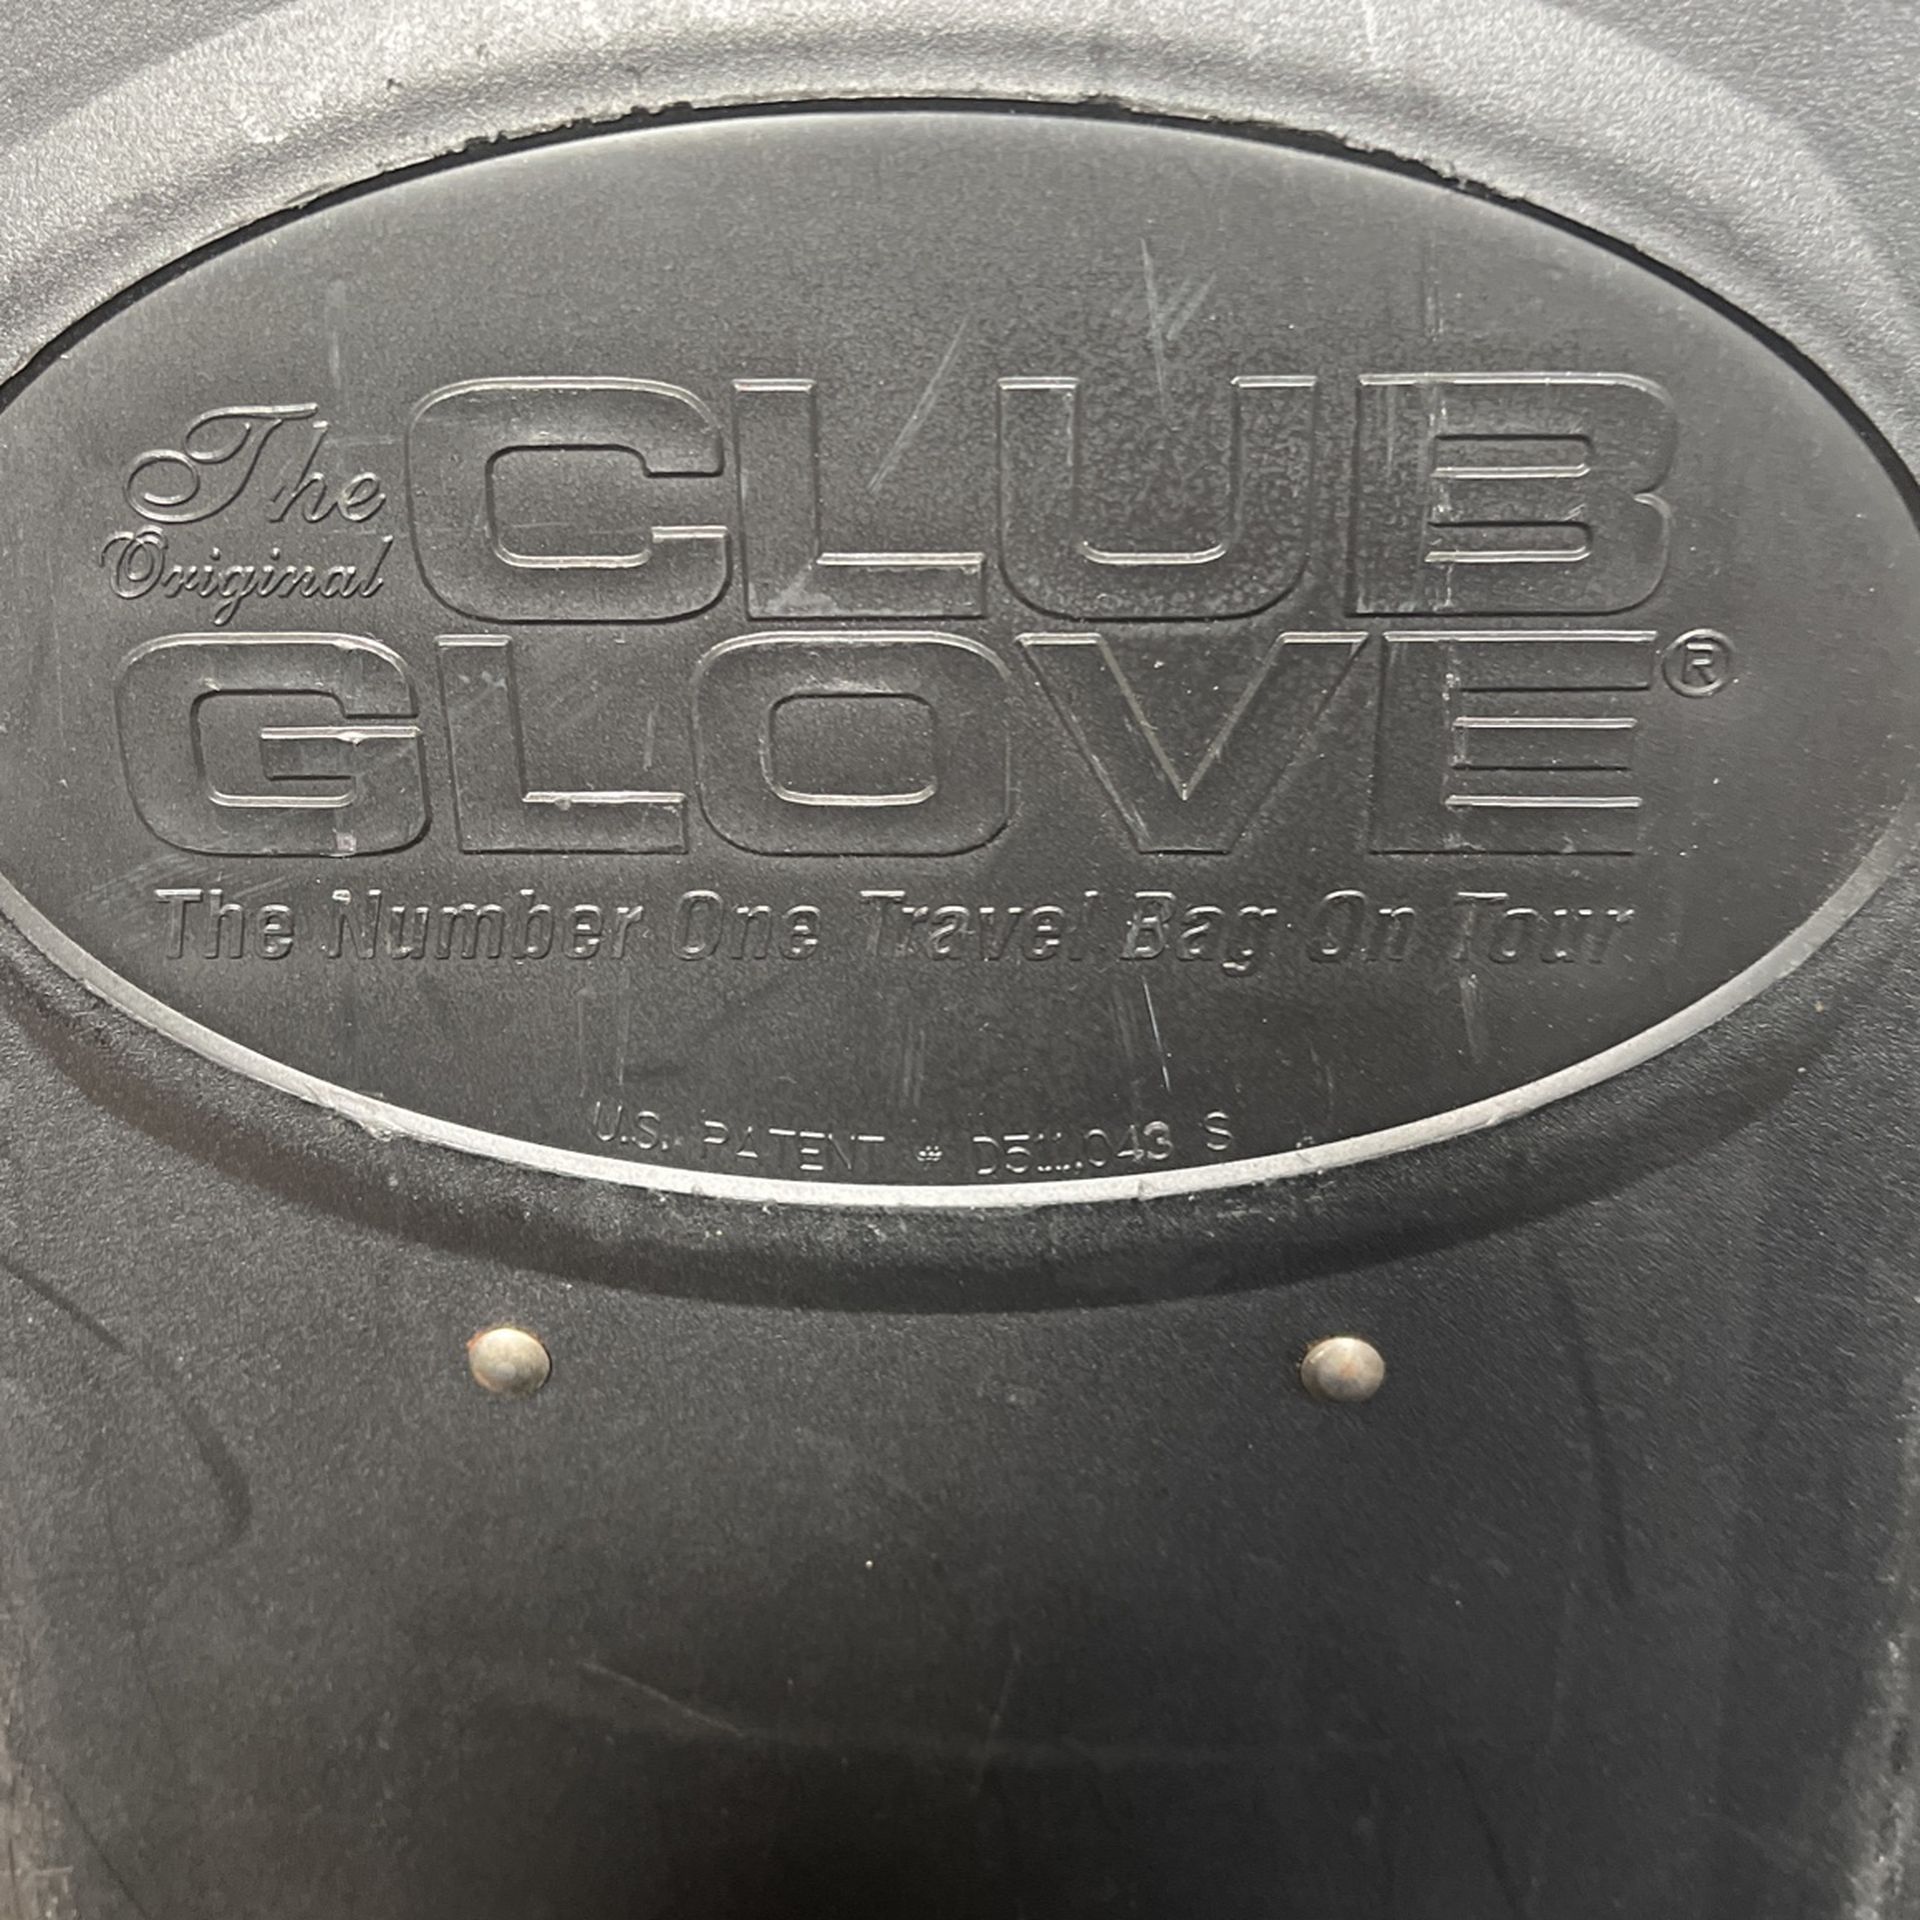 The Original CLUB
GLOVE®
The Number One Travel Bag On Tour
U.S. PATENT * D511,043 S